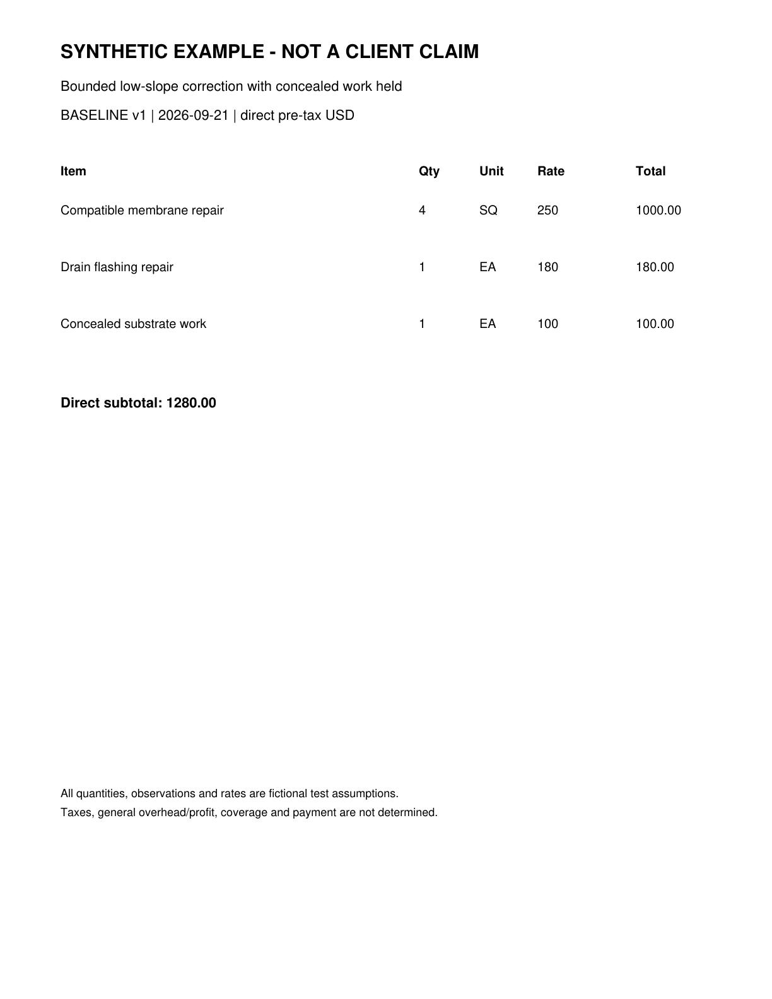 SYNTHETIC EXAMPLE - NOT A CLIENT CLAIM
Bounded low-slope correction with concealed work held
BASELINE v1 | 2026-09-21 | direct pre-tax USD
Item Qty Unit Rate Total
Compatible membrane repair 4 SQ 250 1000.00
Drain flashing repair 1 EA 180 180.00
Concealed substrate work 1 EA 100 100.00
Direct subtotal: 1280.00
All quantities, observations and rates are fictional test assumptions.
Taxes, general overhead/profit, coverage and payment are not determined.